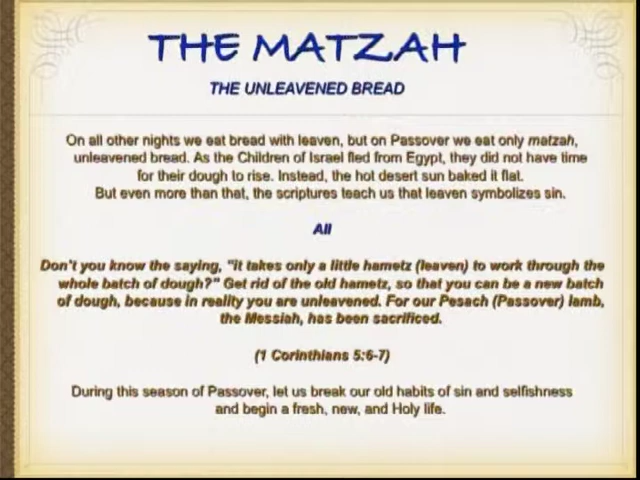 THE MATZAH
THE UNLEAVENED BREAD
On all other nights we eat bread with leaven, but on Passover we eat only matzah,
unleavened bread. As the Children of Israel fled from Egypt, they did not have time
for their dough to rise. Instead, the hot desert sun baked it flat.
But even more than that, the scriptures teach us that leaven symbolizes sin.
All
Don't you know the saying, "it takes only a little hametz (leaven) to work through the
whole batch of dough?" Get rid of the old hametz, so that you can be a new batch
of dough, because in reality you are unleavened. For our Pesach (Passover) lamb,
the Messiah, has been sacrificed.
(1 Corinthians 5:6-7)
During this season of Passover, let us break our old habits of sin and selfishness
and begin a fresh, new, and Holy life.